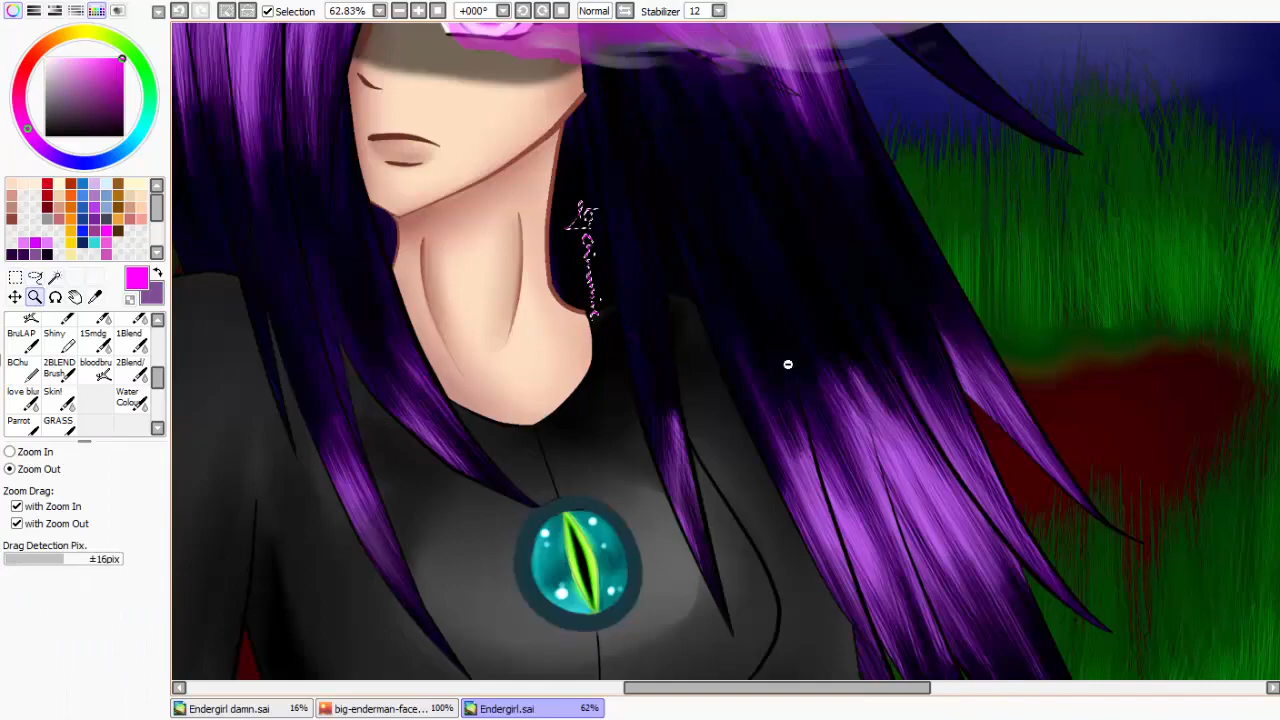 Selection 62.83% +000° Normal Stabilizer 12
BruLAP Shiny 1Smdg 1Blend
BChu 2BLEND Brush bloodbru 2Blend/
love blur Skin! Water Colou
Parrot GRASS
Zoom In
Zoom Out
Zoom Drag:
with Zoom In
with Zoom Out
Drag Detection Pix.
±16pix
Endergirl damn.sai 16% big-enderman-face... 100% Endergirl.sai 62%